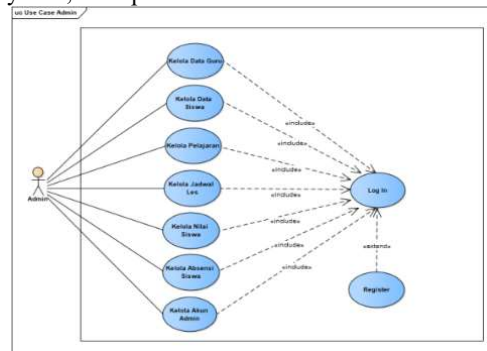 uc Use Case Admin
Kelola Data Guru
Kelola Data
Siswa
Kelola Pelajaran
Kelola Jadwal
Les
Kelola Nilai
Siswa
Kelola Absensi
Siswa
Kelola Akun
Admin
Admin
«include»
«include»
«include»
«include»
«include»
«include»
«include»
Log In
«extend»
Register